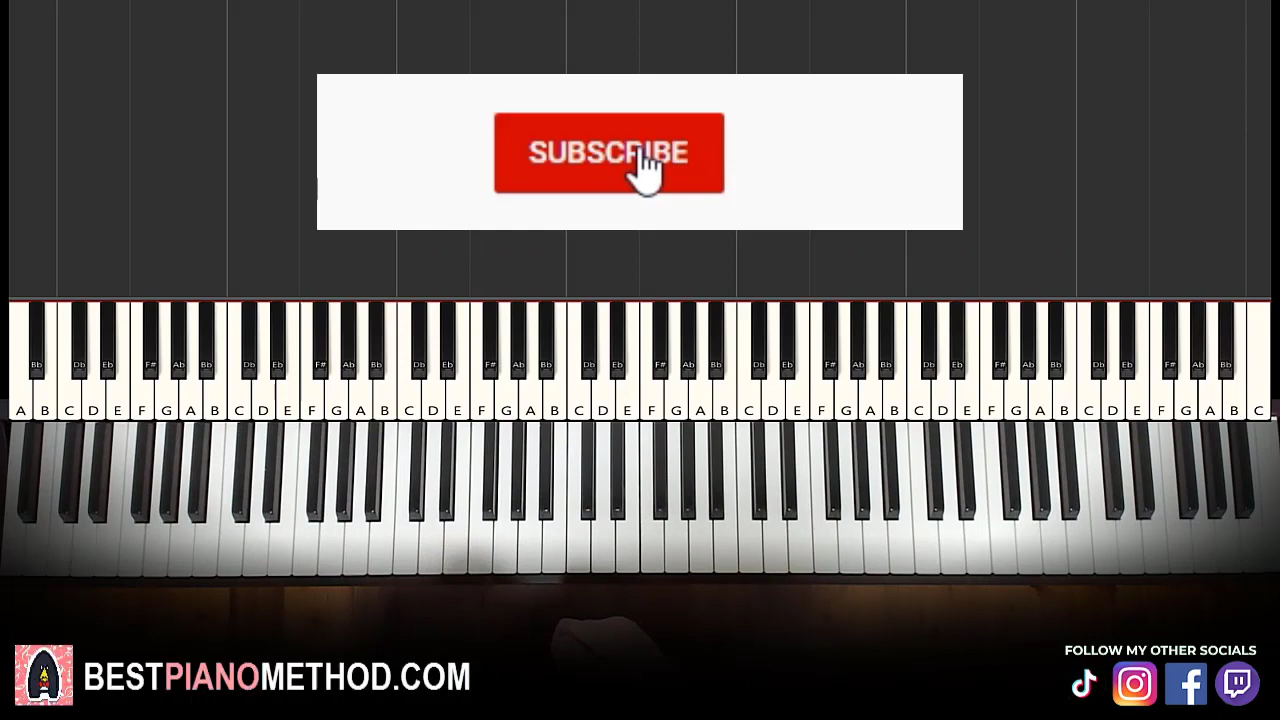 SUBSCRIBE
Bb Db Eb F# Ab Bb Db Eb F# Ab Bb Db Eb F# Ab Bb Db Eb F# Ab Bb Db Eb F# Ab Bb Db Eb F# Ab Bb Db Eb F# Ab Bb
A B C D E F G A B C D E F G A B C D E F G A B C D E F G A B C D E F G A B C D E F G A B C D E F G A B C
FOLLOW MY OTHER SOCIALS
BESTPIANOMETHOD.COM